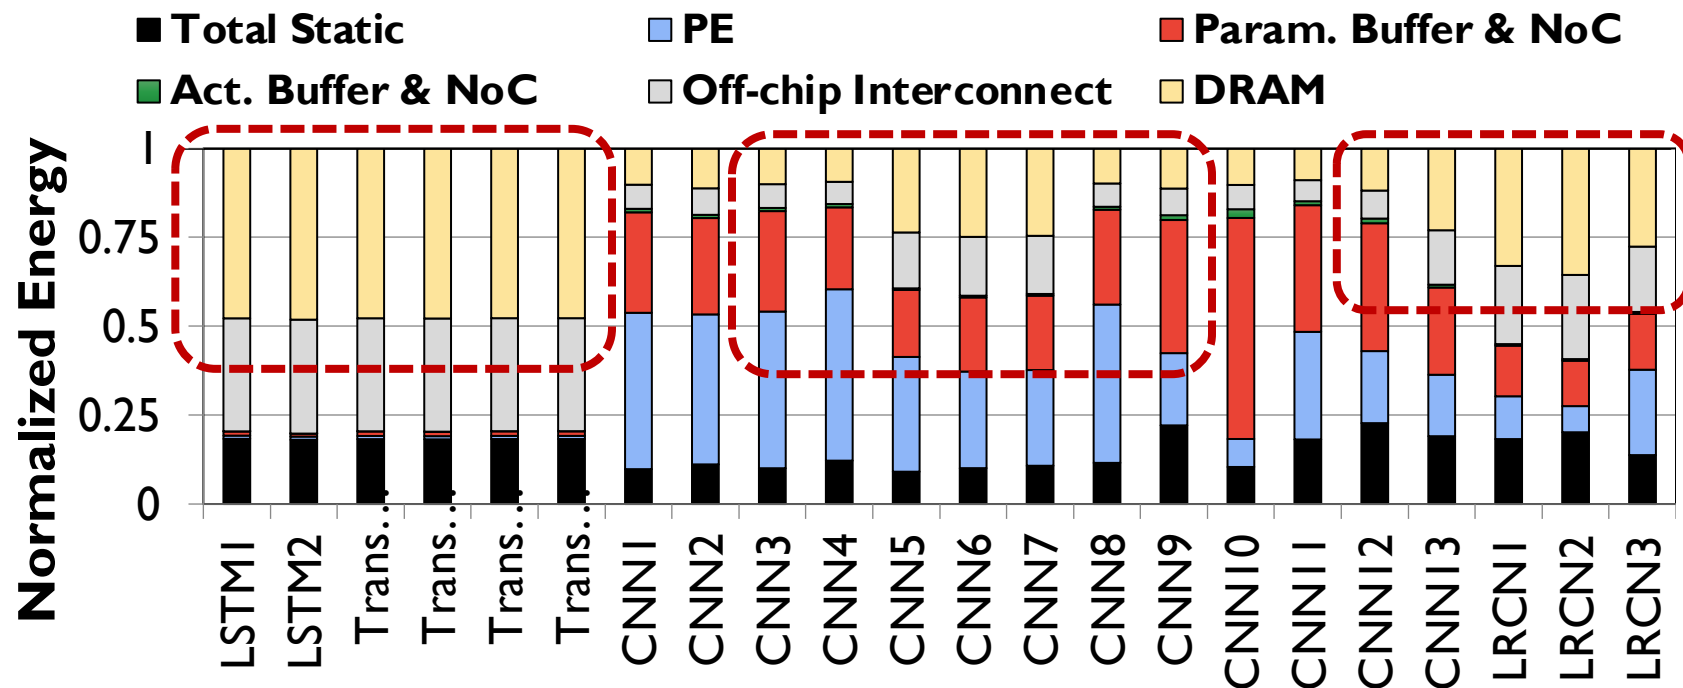 Total Static PE Param. Buffer & NoC
Act. Buffer & NoC Off-chip Interconnect DRAM
Normalized Energy
1
0.75
0.5
0.25
0
LSTM1
LSTM2
Trans...
Trans...
Trans...
Trans...
CNN1
CNN2
CNN3
CNN4
CNN5
CNN6
CNN7
CNN8
CNN9
CNN10
CNN11
CNN12
CNN13
LRCN1
LRCN2
LRCN3